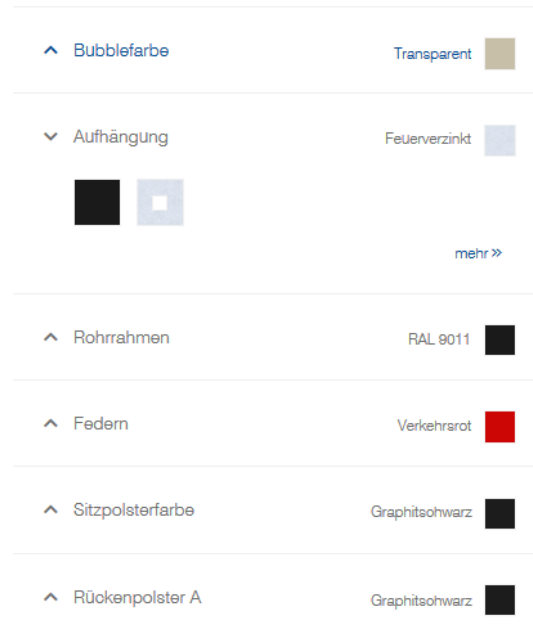 Bubblefarbe Transparent
Aufhängung Feuerverzinkt
mehr »
Rohrrahmen RAL 9011
Federn Verkehrsrot
Sitzpolsterfarbe Graphitschwarz
Rückenpolster A Graphitschwarz